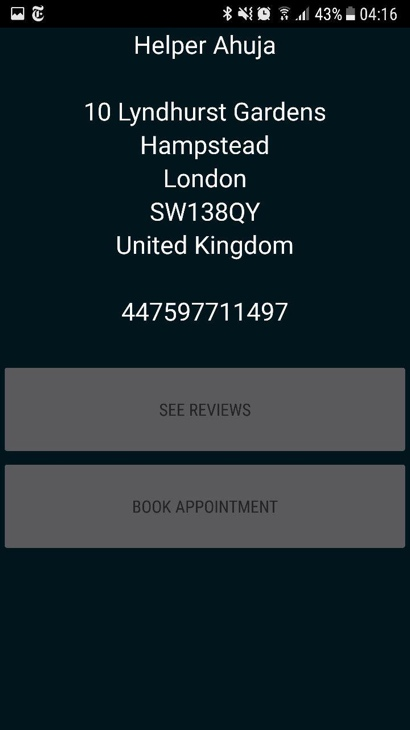 43% 04:16
Helper Ahuja
10 Lyndhurst Gardens
Hampstead
London
SW138QY
United Kingdom
447597711497
SEE REVIEWS
BOOK APPOINTMENT